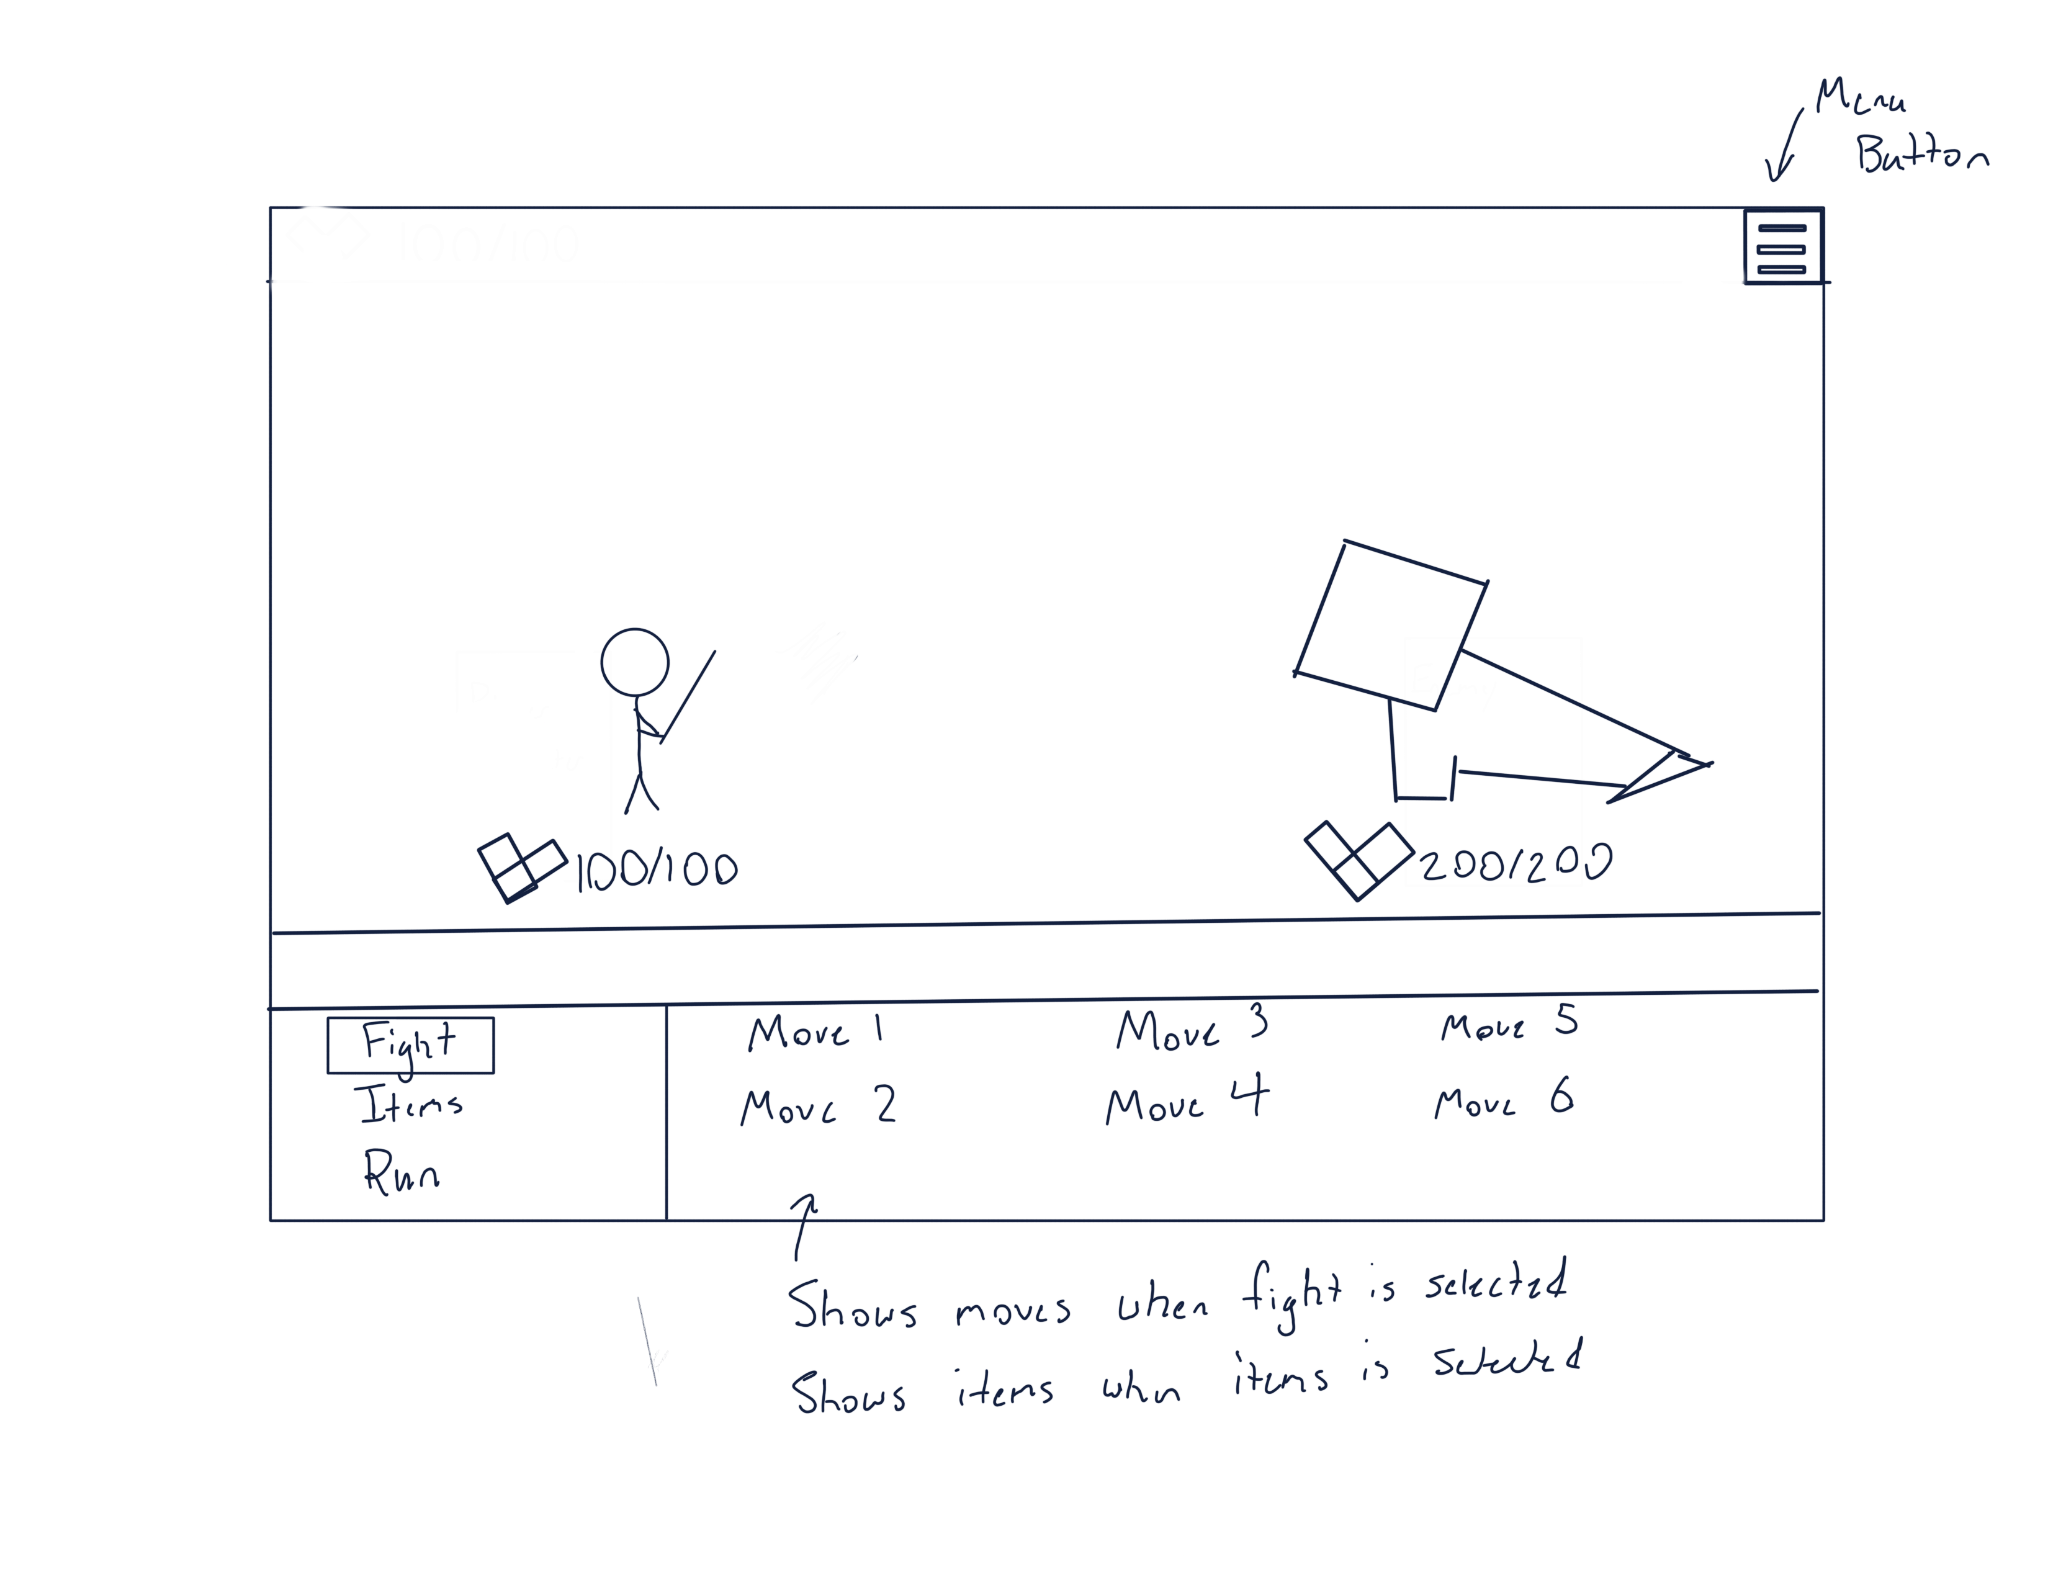 Menu
Button
100/100
200/200
Fight
Items
Run
Move 1
Move 3
Move 5
Move 2
Move 4
Move 6
Shows moves when fight is selected
Shows items when items is selected